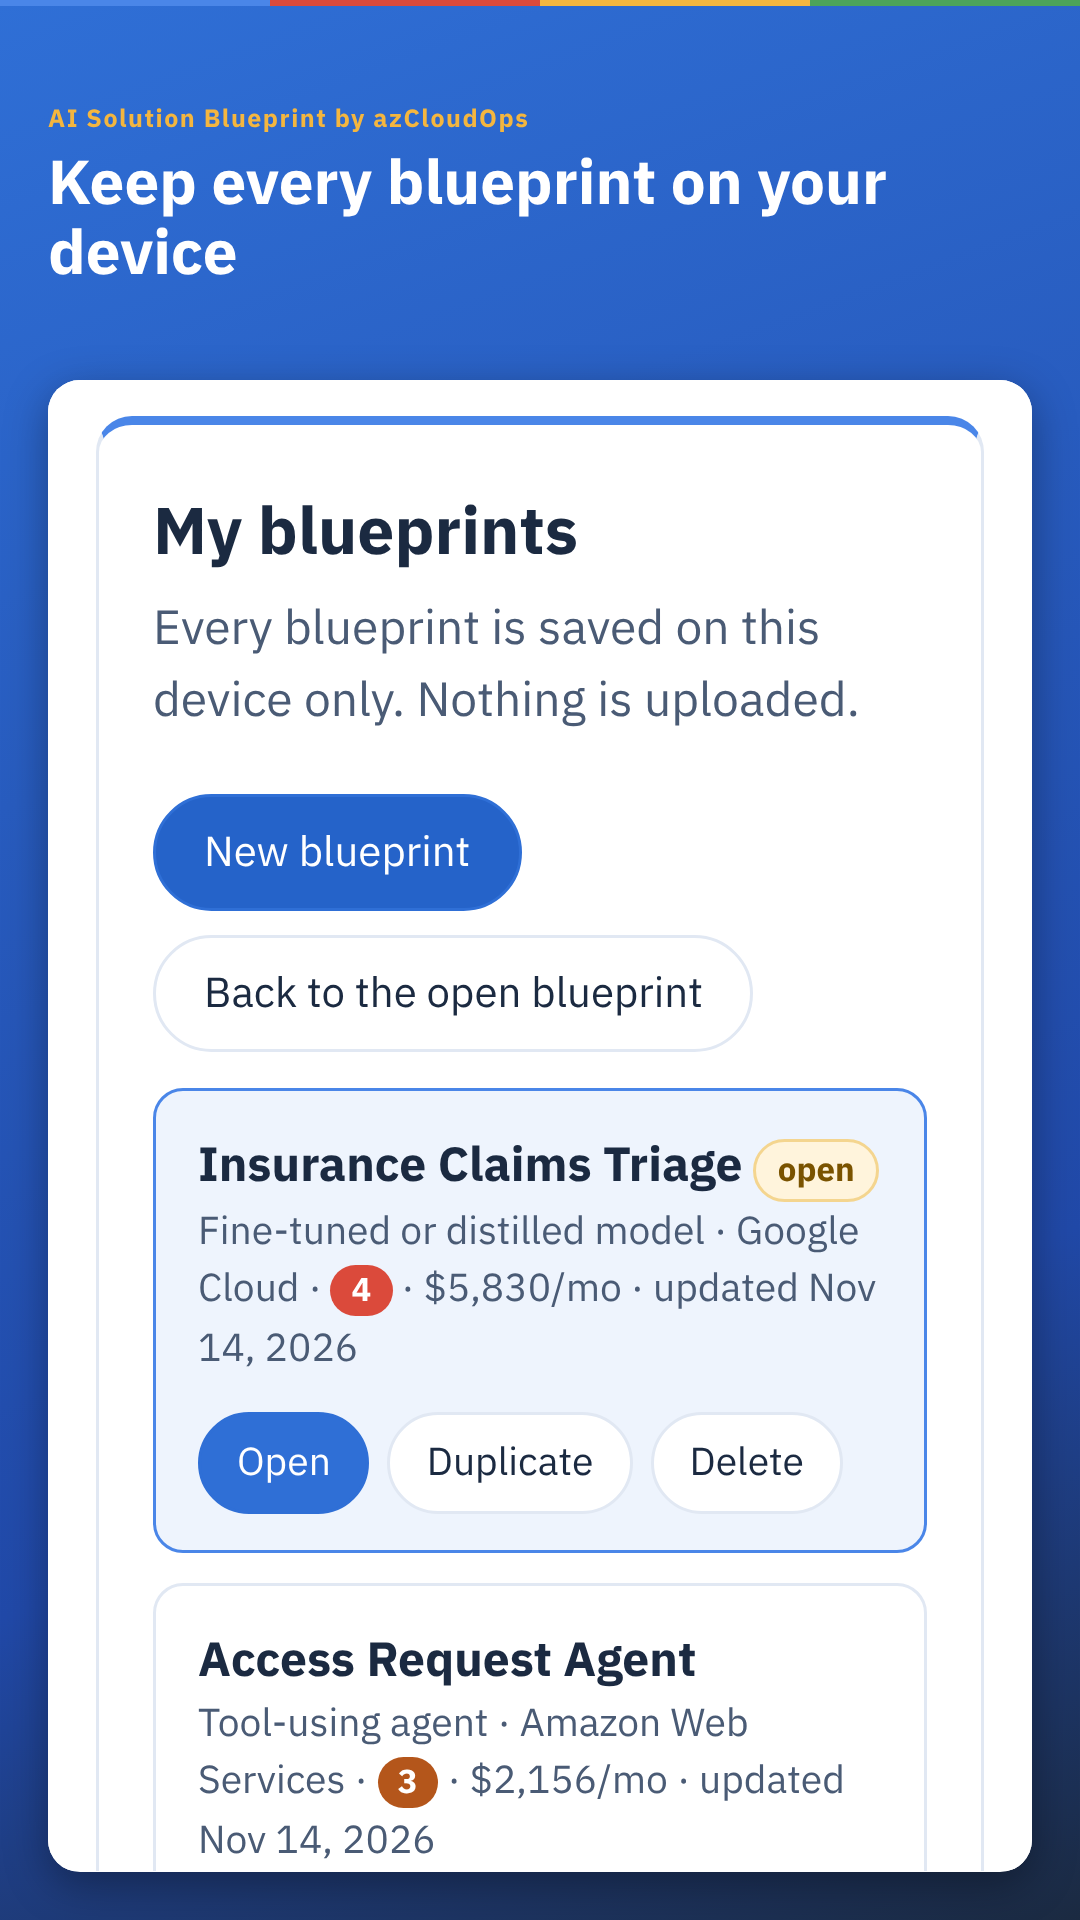 AI Solution Blueprint by azCloudOps
Keep every blueprint on your
device
My blueprints
Every blueprint is saved on this
device only. Nothing is uploaded.
New blueprint
Back to the open blueprint
Insurance Claims Triage open
Fine-tuned or distilled model · Google
Cloud · 4 · $5,830/mo · updated Nov
14, 2026
Open Duplicate Delete
Access Request Agent
Tool-using agent · Amazon Web
Services · 3 · $2,156/mo · updated
Nov 14, 2026